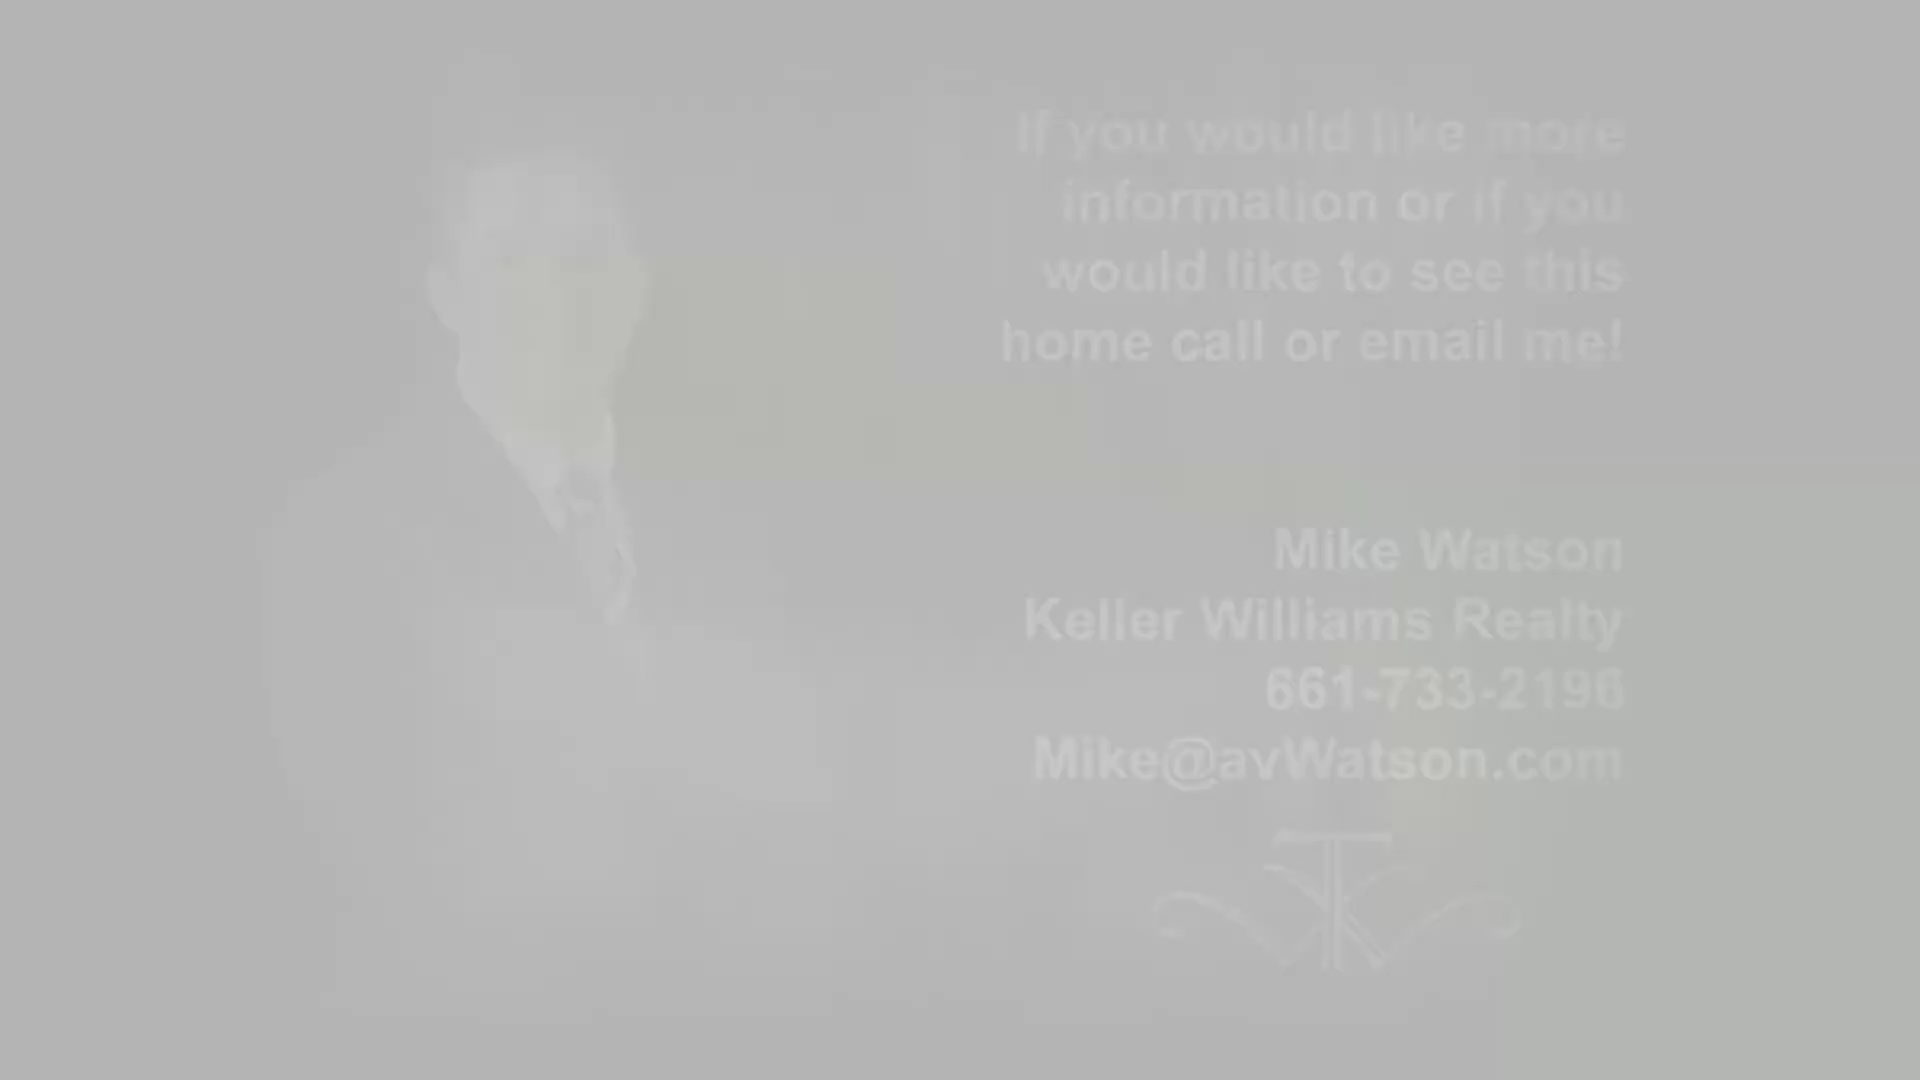 If you would like more
information or if you
would like to see this
home call or email me!
Mike Watson
Keller Williams Realty
661-733-2196
Mike@avWatson.com